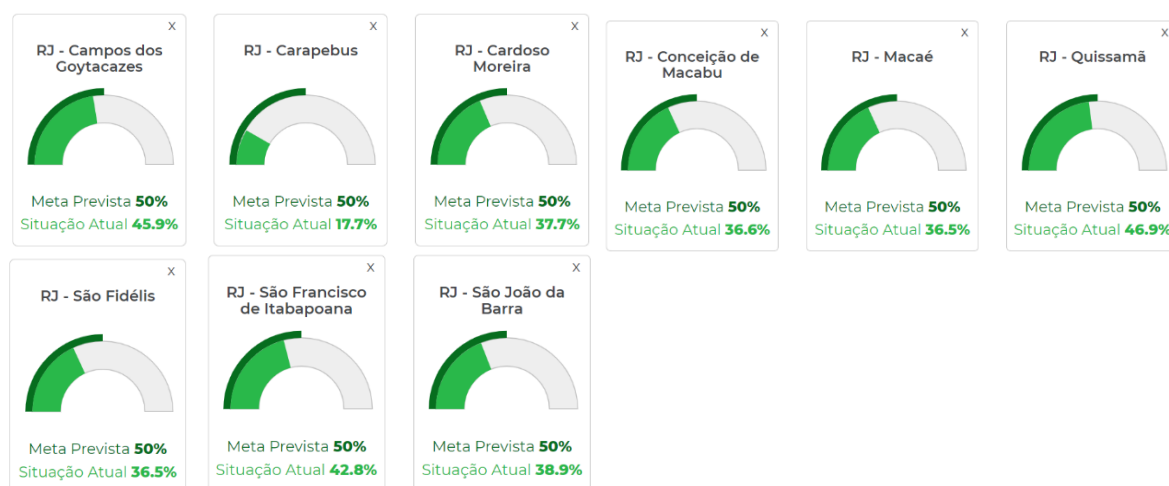 X
RJ - Campos dos
Goytacazes
Meta Prevista 50%
Situação Atual 45.9%
X
RJ - Carapebus
Meta Prevista 50%
Situação Atual 17.7%
X
RJ - Cardoso
Moreira
Meta Prevista 50%
Situação Atual 37.7%
X
RJ - Conceição de
Macabu
Meta Prevista 50%
Situação Atual 36.6%
X
RJ - Macaé
Meta Prevista 50%
Situação Atual 36.5%
X
RJ - Quissamã
Meta Prevista 50%
Situação Atual 46.9%
X
RJ - São Fidélis
Meta Prevista 50%
Situação Atual 36.5%
X
RJ - São Francisco
de Itabapoana
Meta Prevista 50%
Situação Atual 42.8%
X
RJ - São João da
Barra
Meta Prevista 50%
Situação Atual 38.9%